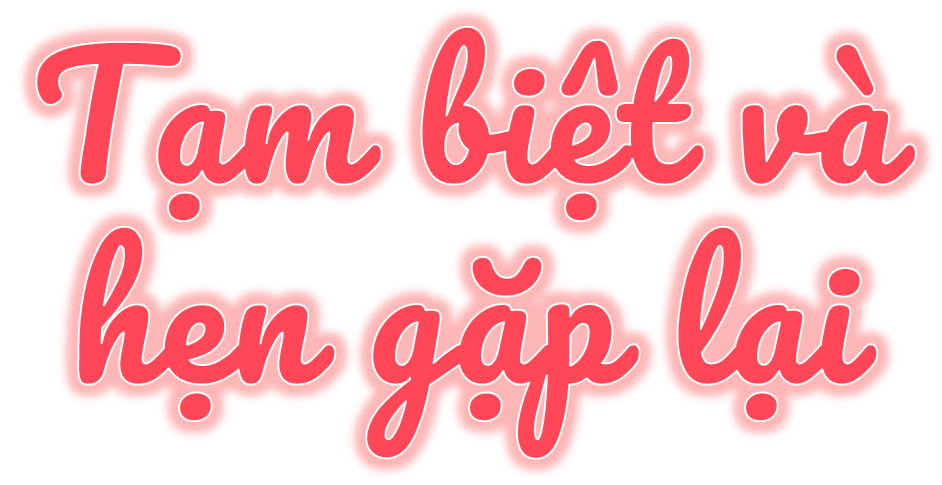 Tạm biệt và
hẹn gặp lại